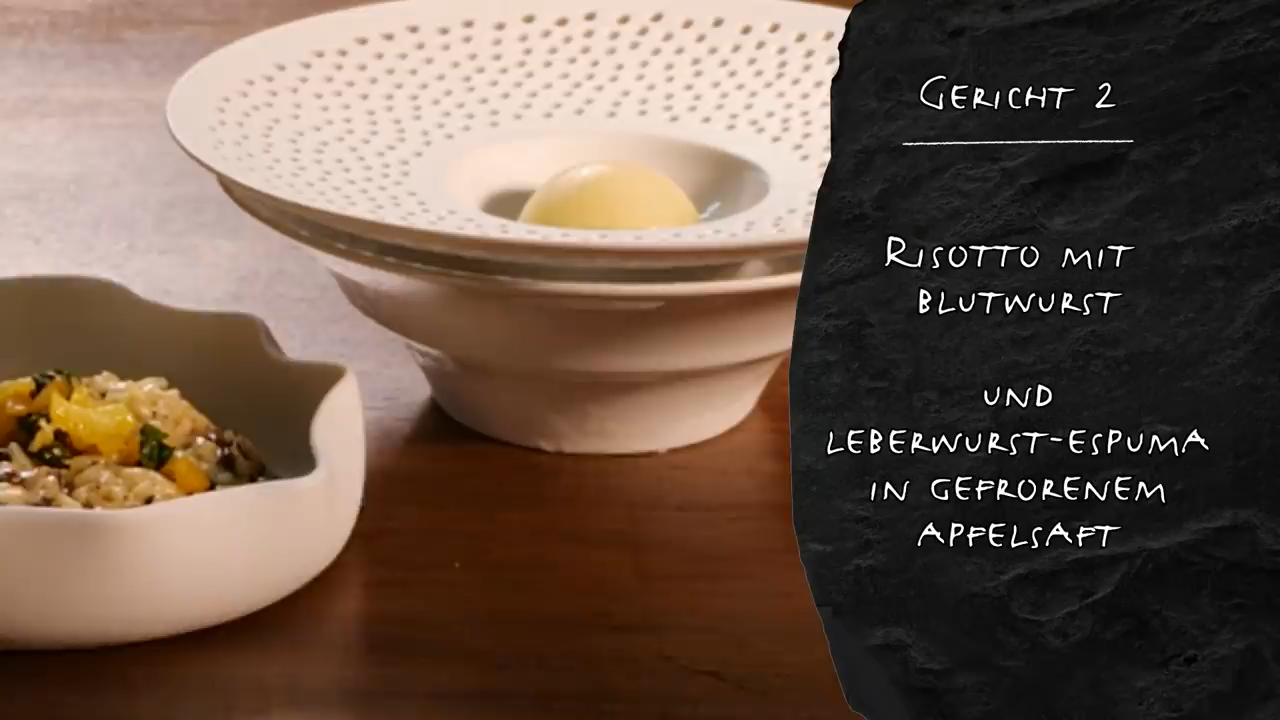 GERICHT 2
RISOTTO MIT
BLUTWURST
UND
LEBERWURST-ESPUMA
IN GEFRORENEM
APFELSAFT